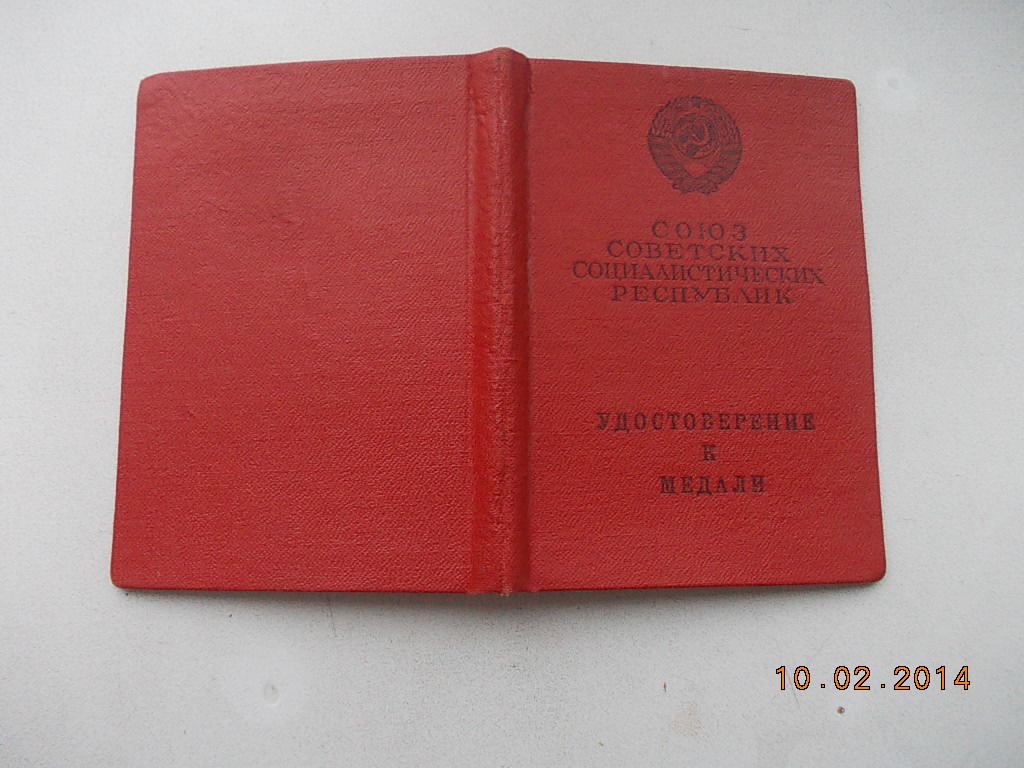 СОЮЗ
СОВЕТСКИХ
СОЦИАЛИСТИЧЕСКИХ
РЕСПУБЛИК
УДОСТОВЕРЕНИЕ
К
МЕДАЛИ
10.02.2014